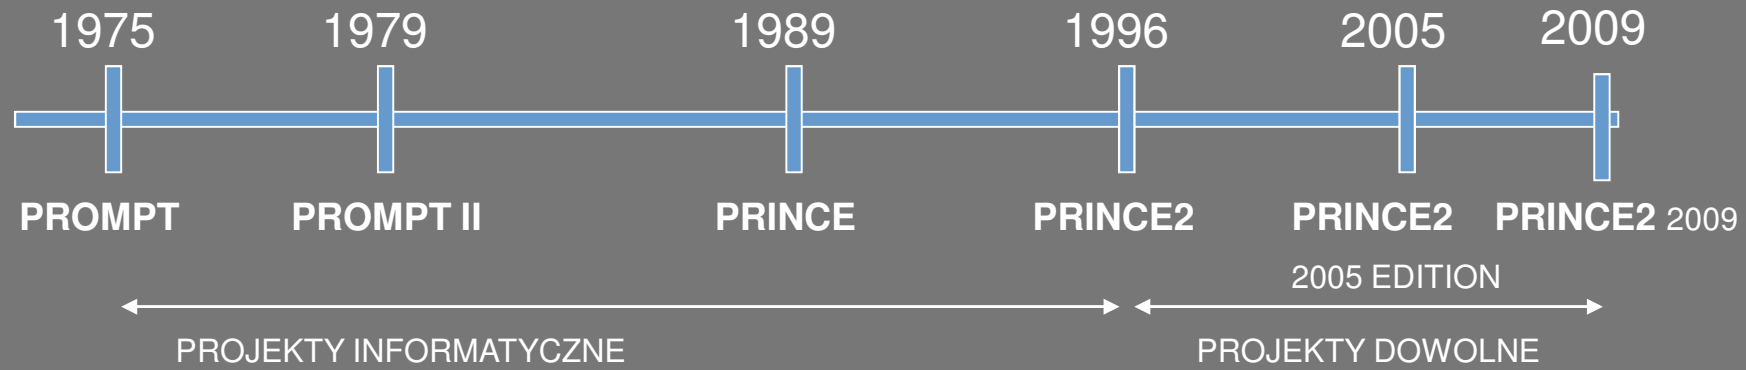 1975 1979 1989 1996 2005 2009
PROMPT PROMPT II PRINCE PRINCE2 PRINCE2 PRINCE2 2009
2005 EDITION
PROJEKTY INFORMATYCZNE PROJEKTY DOWOLNE